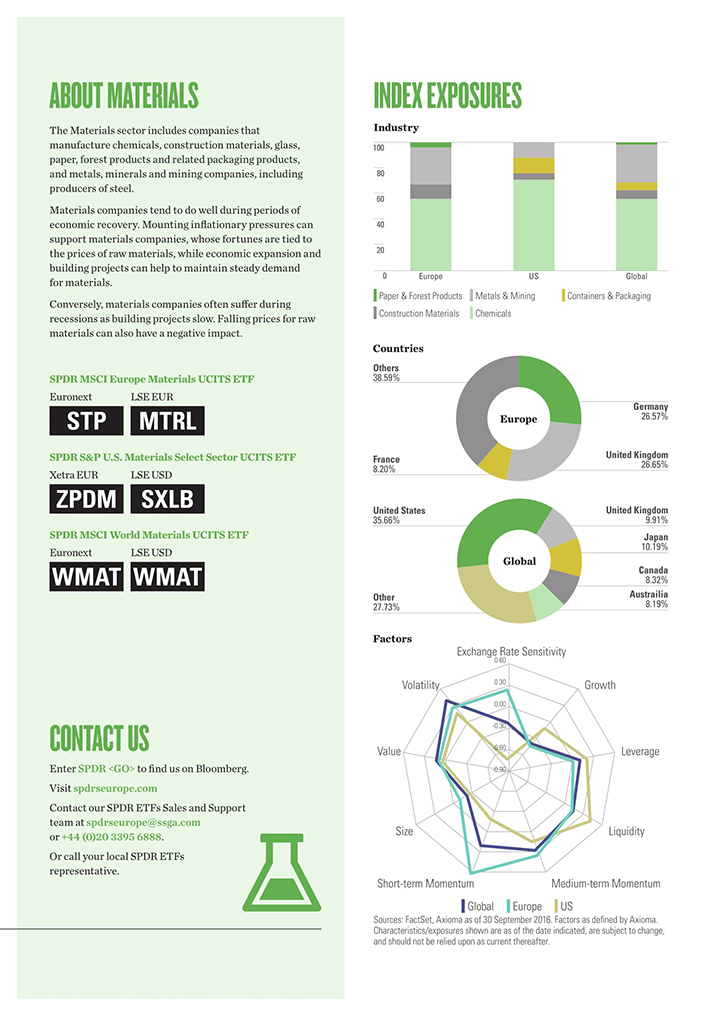 ABOUT MATERIALS
The Materials sector includes companies that
manufacture chemicals, construction materials, glass,
paper, forest products and related packaging products,
and metals, minerals and mining companies, including
producers of steel.
Materials companies tend to do well during periods of
economic recovery. Mounting inflationary pressures can
support materials companies, whose fortunes are tied to
the prices of raw materials, while economic expansion and
building projects can help to maintain steady demand
for materials.
Conversely, materials companies often suffer during
recessions as building projects slow. Falling prices for raw
materials can also have a negative impact.
SPDR MSCI Europe Materials UCITS ETF
Euronext LSE EUR
STP MTRL
SPDR S&P U.S. Materials Select Sector UCITS ETF
Xetra EUR LSE USD
ZPDM SXLB
SPDR MSCI World Materials UCITS ETF
Euronext LSE USD
WMAT WMAT
CONTACT US
Enter SPDR <GO> to find us on Bloomberg.
Visit spdrseurope.com
Contact our SPDR ETFs Sales and Support
team at spdrseurope@ssga.com
or +44 (0)20 3395 6888.
Or call your local SPDR ETFs
representative.
INDEX EXPOSURES
Industry
100
80
60
40
20
0
Europe US Global
Paper & Forest Products Metals & Mining Containers & Packaging
Construction Materials Chemicals
Countries
Others
38.59%
Germany
26.57%
Europe
France
8.20%
United Kingdom
26.65%
United States
35.66%
United Kingdom
9.91%
Japan
10.19%
Global
Canada
8.32%
Other
27.73%
Austrailia
8.19%
Factors
Exchange Rate Sensitivity
0.60
0.30
0.00
-0.30
-0.60
-0.90
Volatility
Growth
Value
Leverage
Size
Liquidity
Short-term Momentum
Medium-term Momentum
Global Europe US
Sources: FactSet, Axioma as of 30 September 2016. Factors as defined by Axioma.
Characteristics/exposures shown are as of the date indicated, are subject to change,
and should not be relied upon as current thereafter.